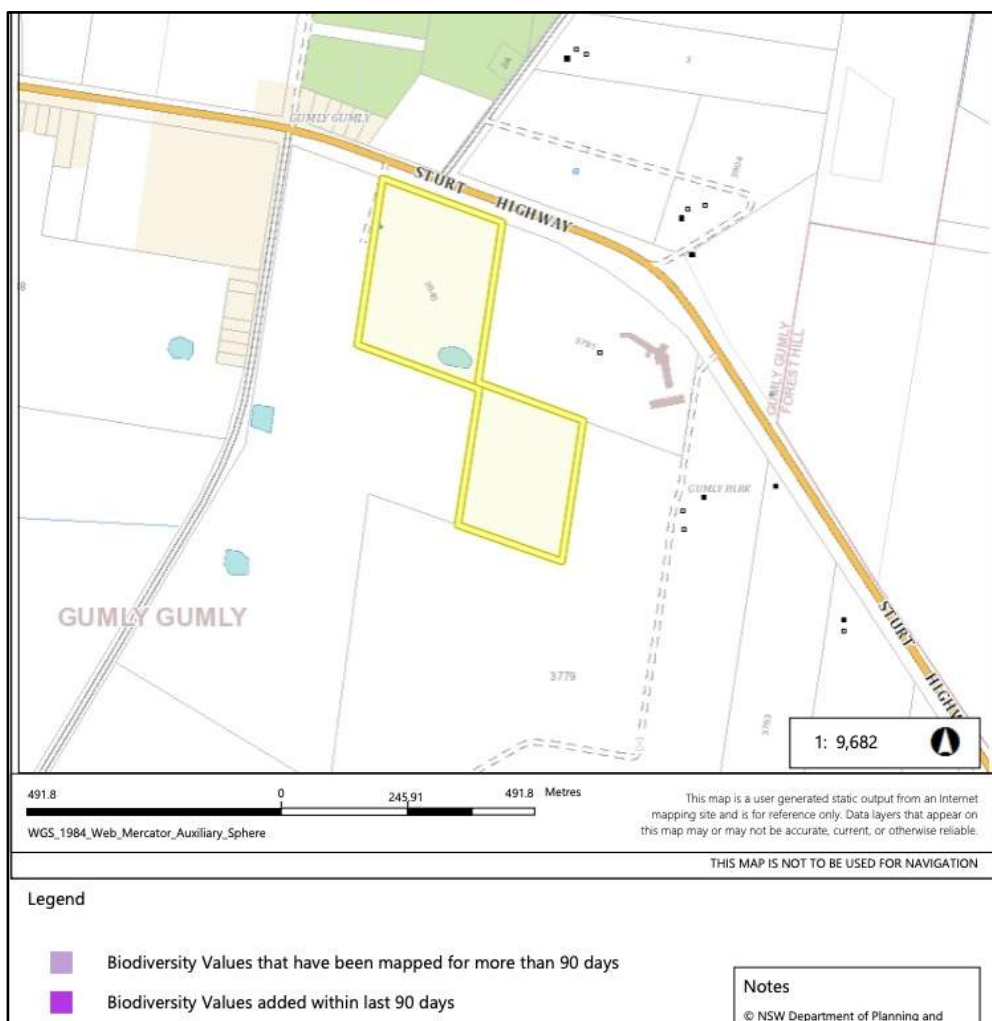 GUMLY GUMLY
STURT
HIGHWAY
3
3904
3791
GUMLY GUMLY
FOREST HILL
GUMLY PARK
GUMLY GUMLY
3779
STURT
3763
1: 9,682
491.8 0 245.91 491.8 Metres
WGS_1984_Web_Mercator_Auxiliary_Sphere
This map is a user generated static output from an Internet
mapping site and is for reference only. Data layers that appear on
this map may or may not be accurate, current, or otherwise reliable.
THIS MAP IS NOT TO BE USED FOR NAVIGATION
Legend
Biodiversity Values that have been mapped for more than 90 days
Biodiversity Values added within last 90 days
Notes
© NSW Department of Planning and